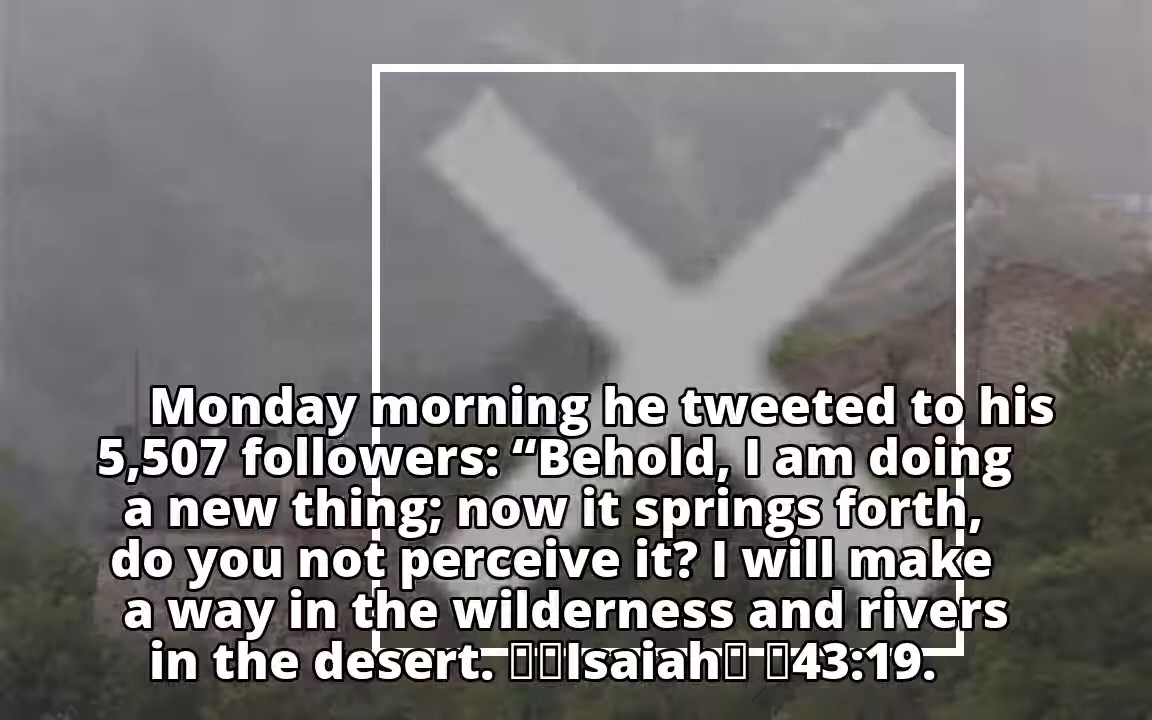 Monday morning he tweeted to his
5,507 followers: “Behold, I am doing
a new thing; now it springs forth,
do you not perceive it? I will make
a way in the wilderness and rivers
in the desert. ▯▯Isaiah▯ ▯43:19.